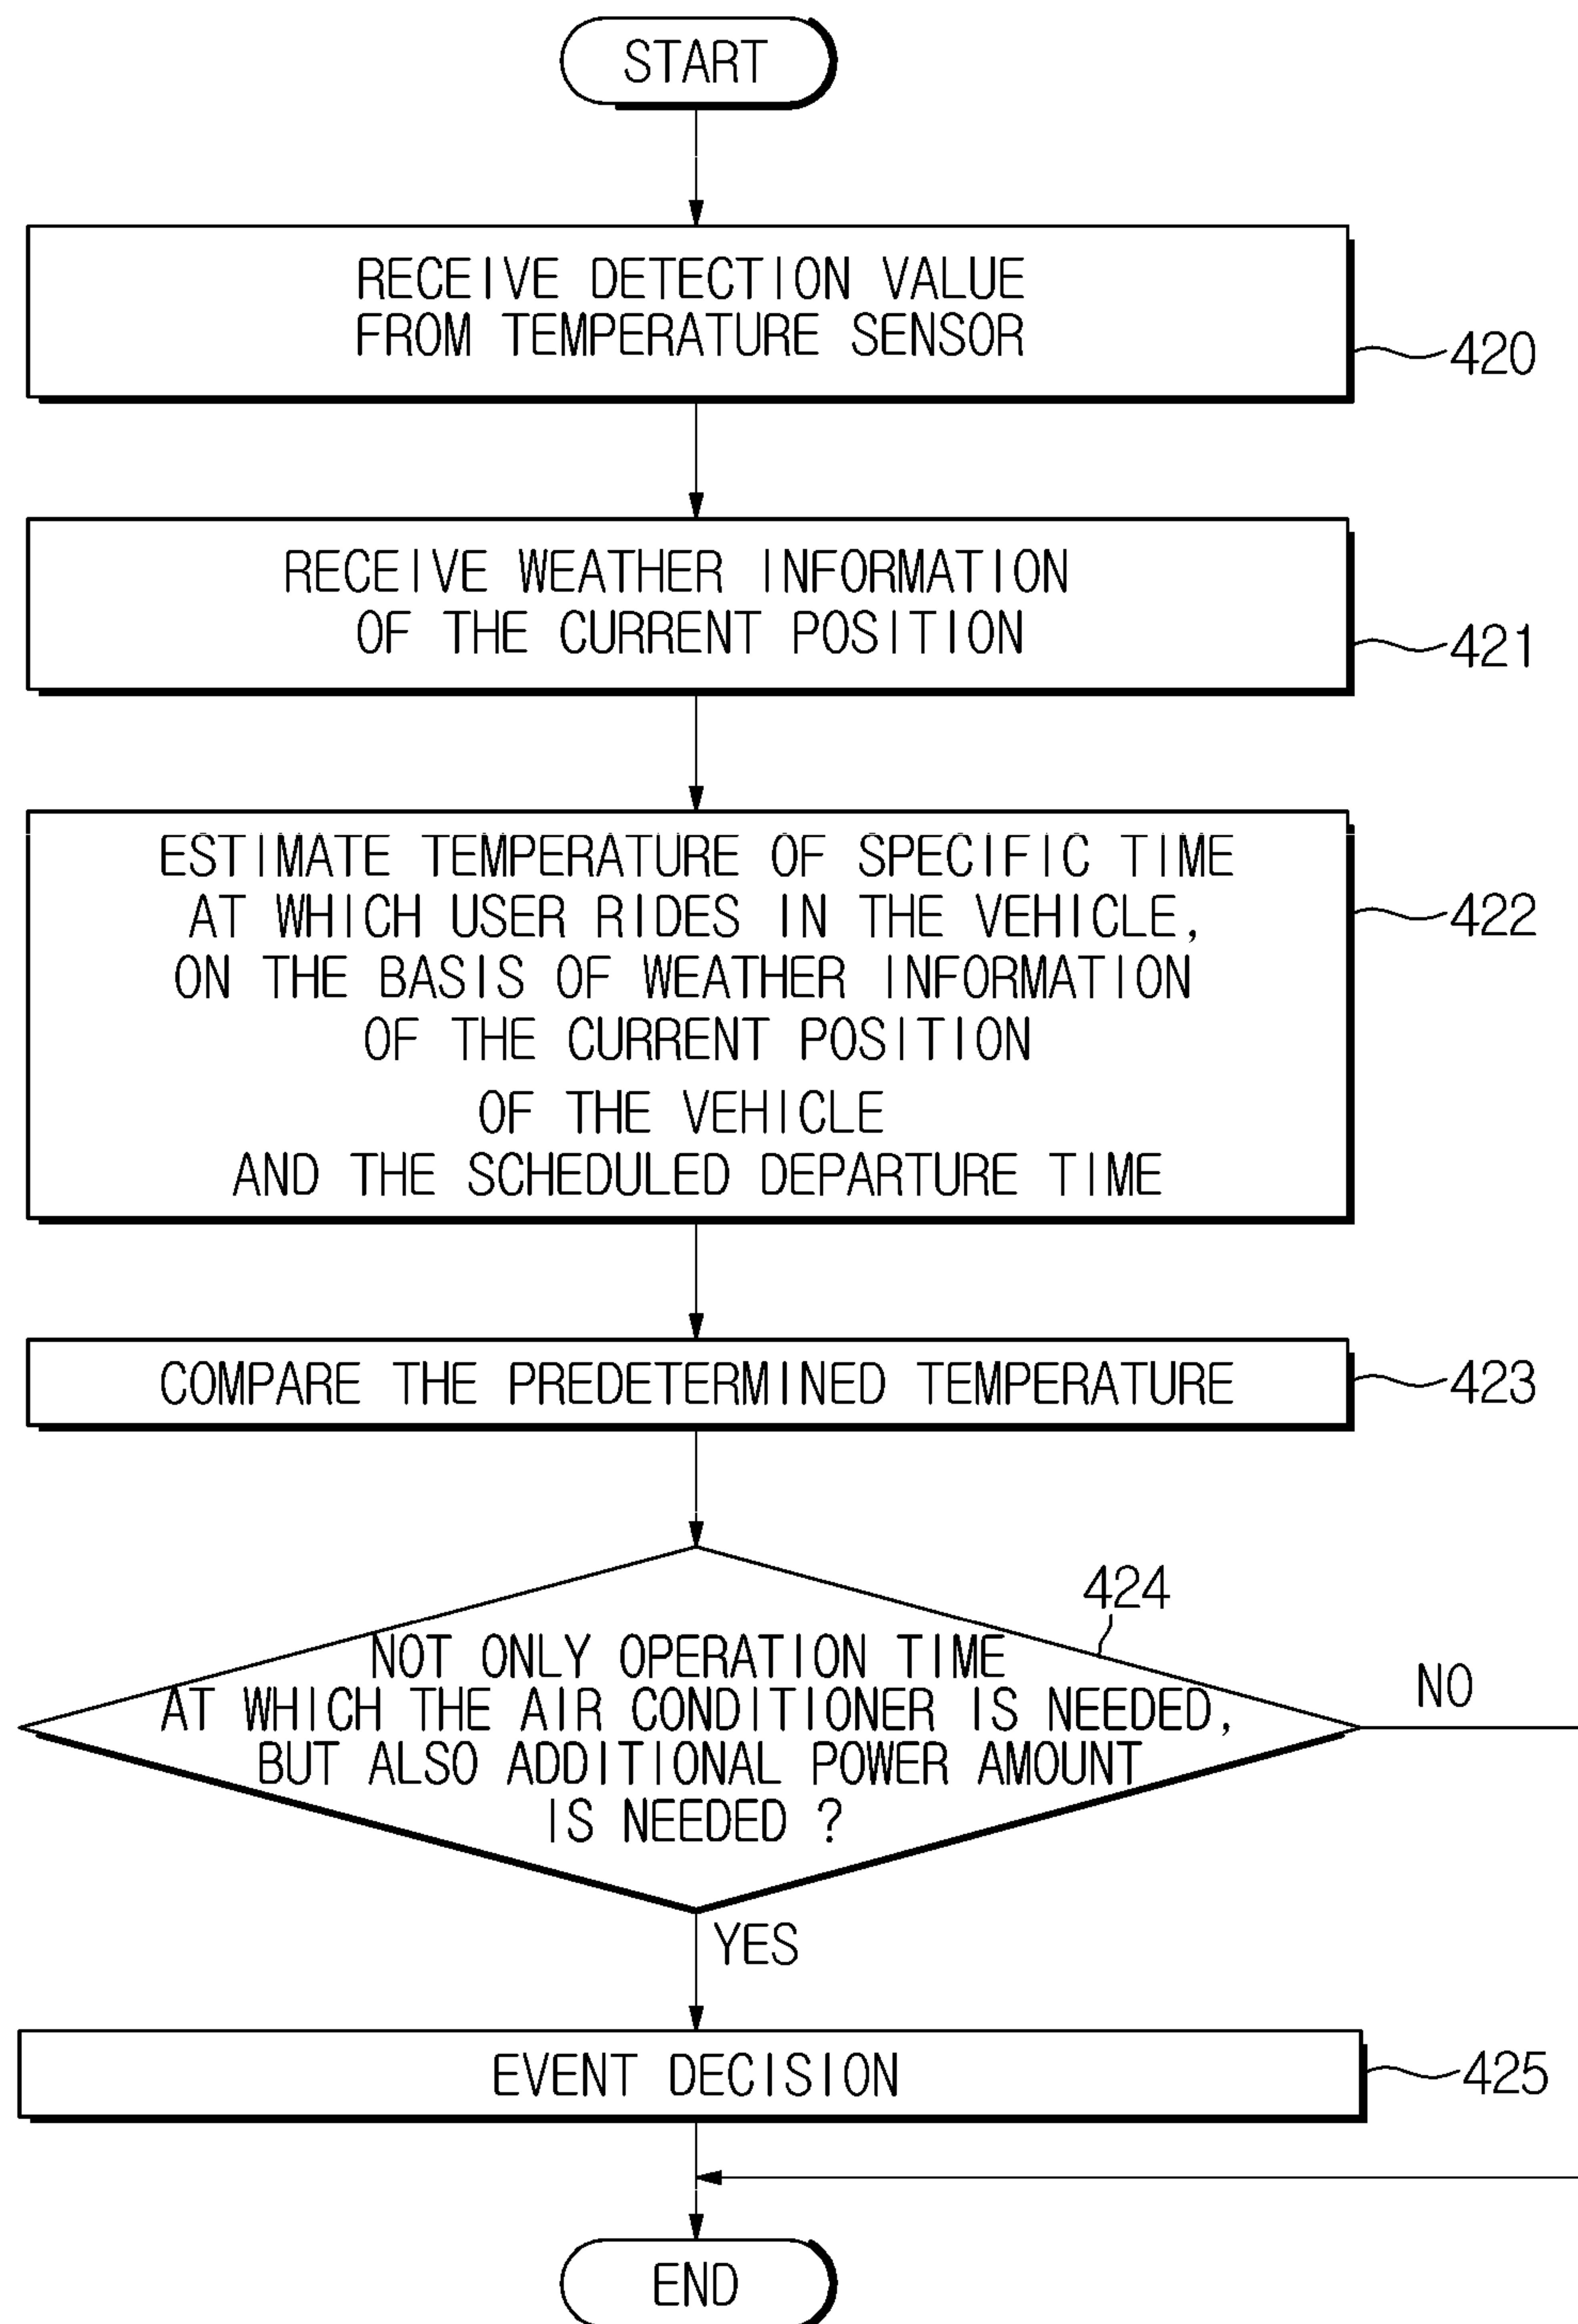 START
RECEIVE DETECTION VALUE
FROM TEMPERATURE SENSOR
420
RECEIVE WEATHER INFORMATION
OF THE CURRENT POSITION
421
ESTIMATE TEMPERATURE OF SPECIFIC TIME
AT WHICH USER RIDES IN THE VEHICLE,
ON THE BASIS OF WEATHER INFORMATION
OF THE CURRENT POSITION
OF THE VEHICLE
AND THE SCHEDULED DEPARTURE TIME
422
COMPARE THE PREDETERMINED TEMPERATURE
423
424
NOT ONLY OPERATION TIME
AT WHICH THE AIR CONDITIONER IS NEEDED,
BUT ALSO ADDITIONAL POWER AMOUNT
IS NEEDED ?
NO
YES
EVENT DECISION
425
END